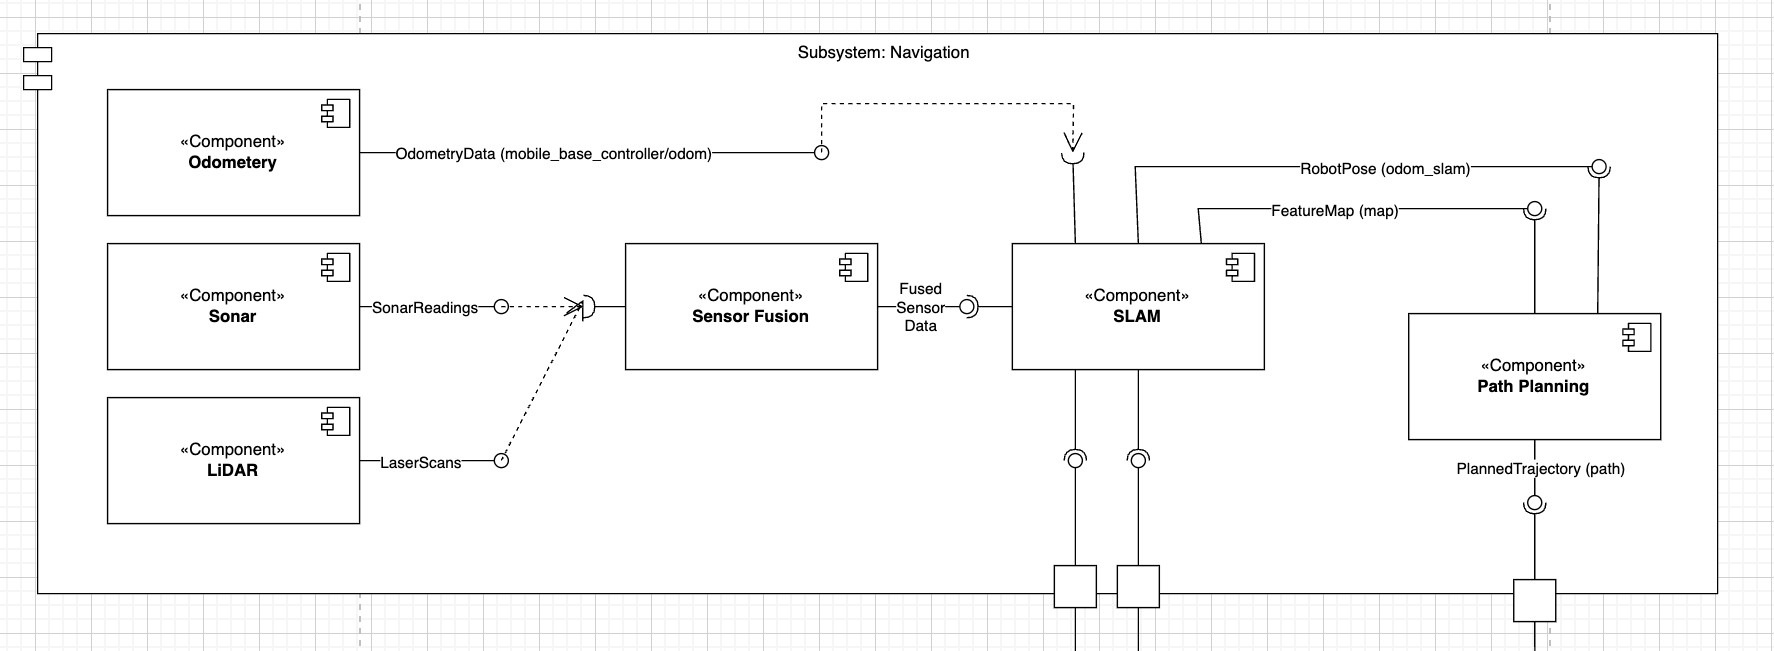 Subsystem: Navigation
«Component»
Odometery
OdometryData (mobile_base_controller/odom)
RobotPose (odom_slam)
FeatureMap (map)
«Component»
Sonar
SonarReadings
«Component»
Sensor Fusion
Fused
Sensor
Data
«Component»
SLAM
«Component»
Path Planning
«Component»
LiDAR
LaserScans
PlannedTrajectory (path)